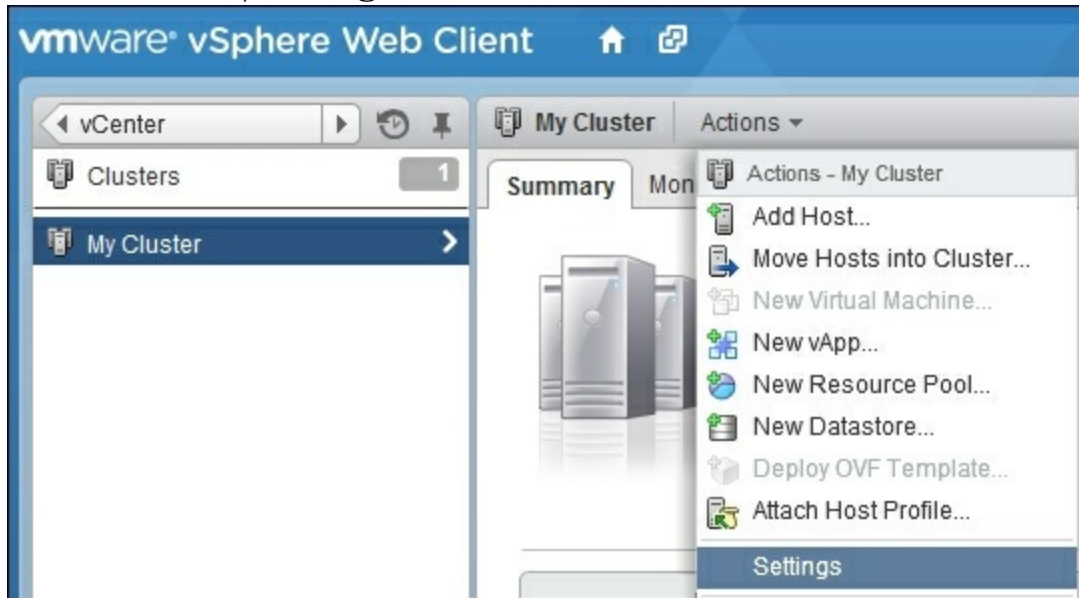 vmware® vSphere Web Client
vCenter
Clusters 1
My Cluster
My Cluster Actions
Summary Mon
Actions - My Cluster
Add Host...
Move Hosts into Cluster...
New Virtual Machine...
New vApp...
New Resource Pool...
New Datastore...
Deploy OVF Template...
Attach Host Profile...
Settings